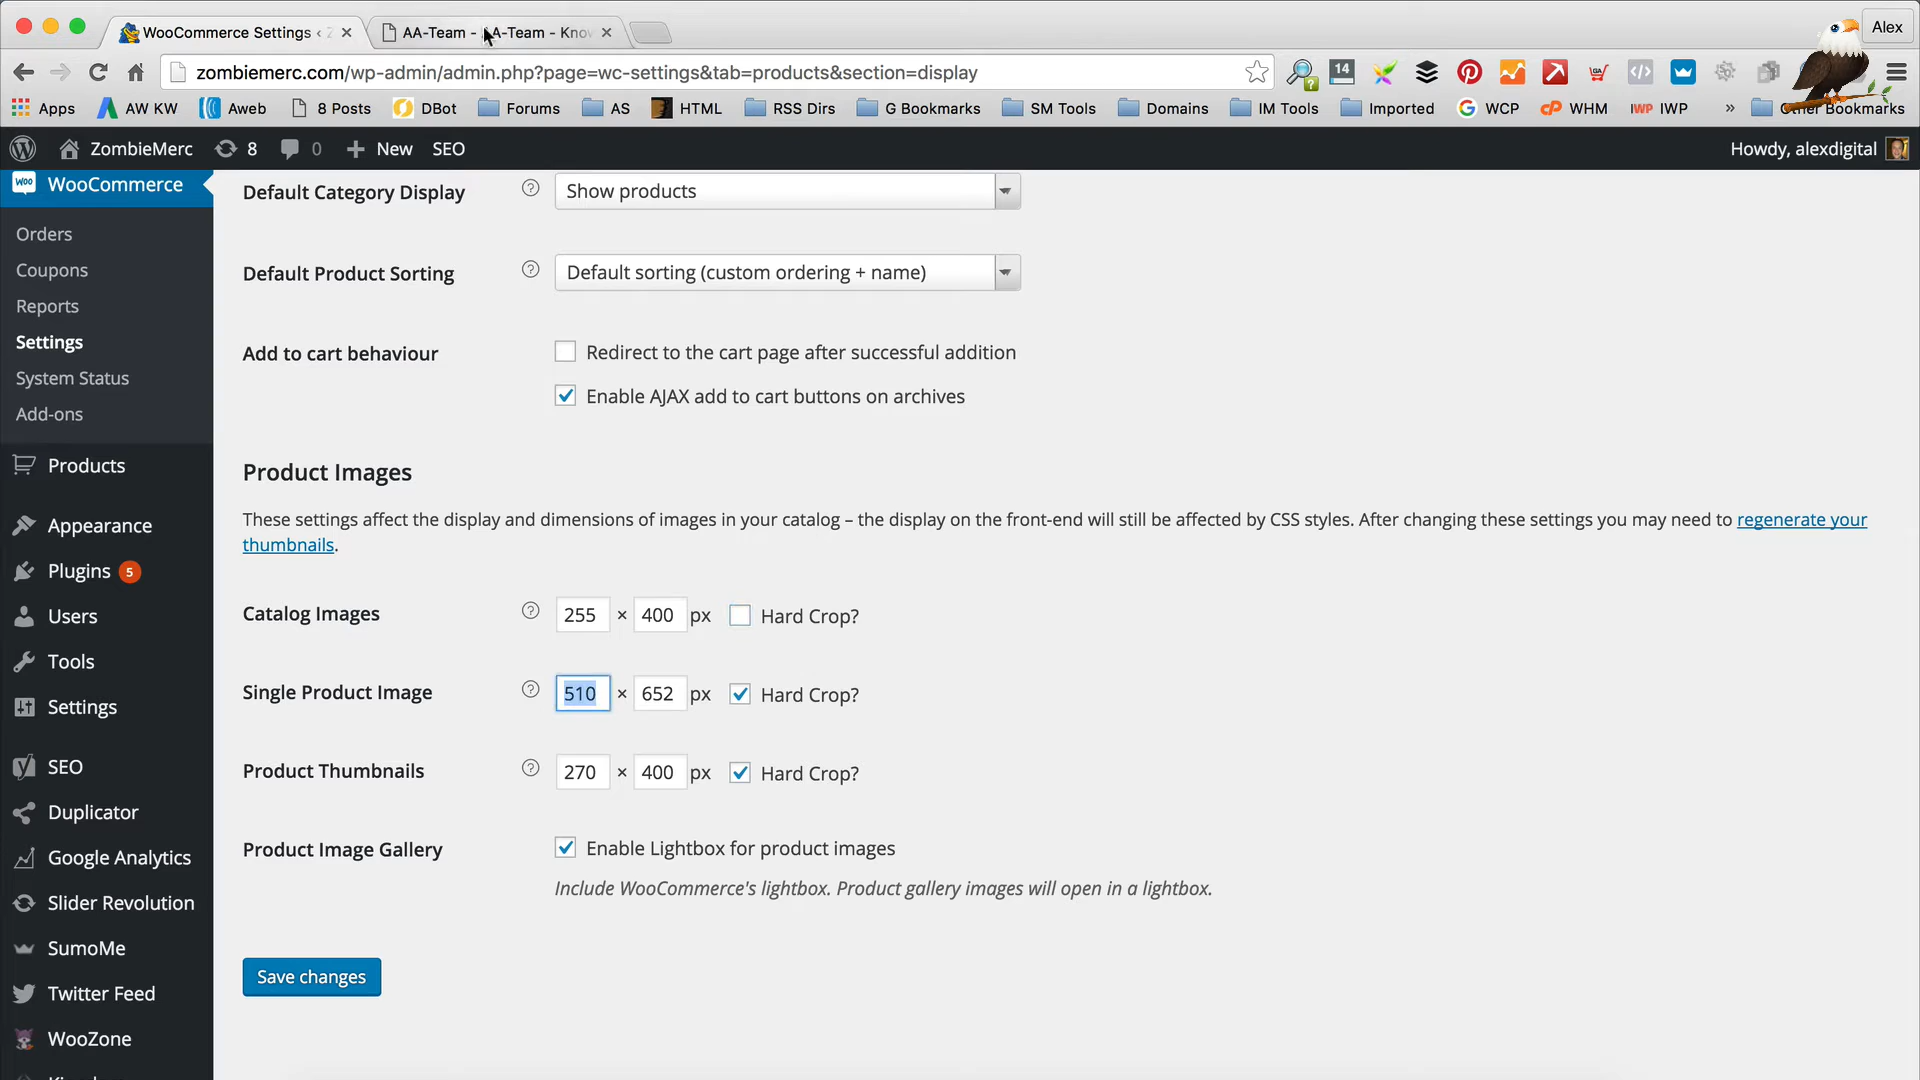 WooCommerce Settings ‹ Z
AA-Team - AA-Team - Know
Alex
zombiemerc.com/wp-admin/admin.php?page=wc-settings&tab=products&section=display
14
Apps
AW KW
Aweb
8 Posts
DBot
Forums
AS
HTML
RSS Dirs
G Bookmarks
SM Tools
Domains
IM Tools
Imported
WCP
WHM
IWP
IWP
»
Other Bookmarks
ZombieMerc
8
0
New
SEO
Howdy, alexdigital
WooCommerce
Orders
Coupons
Reports
Settings
System Status
Add-ons
Products
Appearance
Plugins 5
Users
Tools
Settings
SEO
Duplicator
Google Analytics
Slider Revolution
SumoMe
Twitter Feed
WooZone
Default Category Display
Show products
Default Product Sorting
Default sorting (custom ordering + name)
Add to cart behaviour
Redirect to the cart page after successful addition
Enable AJAX add to cart buttons on archives
Product Images
These settings affect the display and dimensions of images in your catalog – the display on the front-end will still be affected by CSS styles. After changing these settings you may need to regenerate your
thumbnails.
Catalog Images
255 × 400 px Hard Crop?
Single Product Image
510 × 652 px Hard Crop?
Product Thumbnails
270 × 400 px Hard Crop?
Product Image Gallery
Enable Lightbox for product images
Include WooCommerce's lightbox. Product gallery images will open in a lightbox.
Save changes